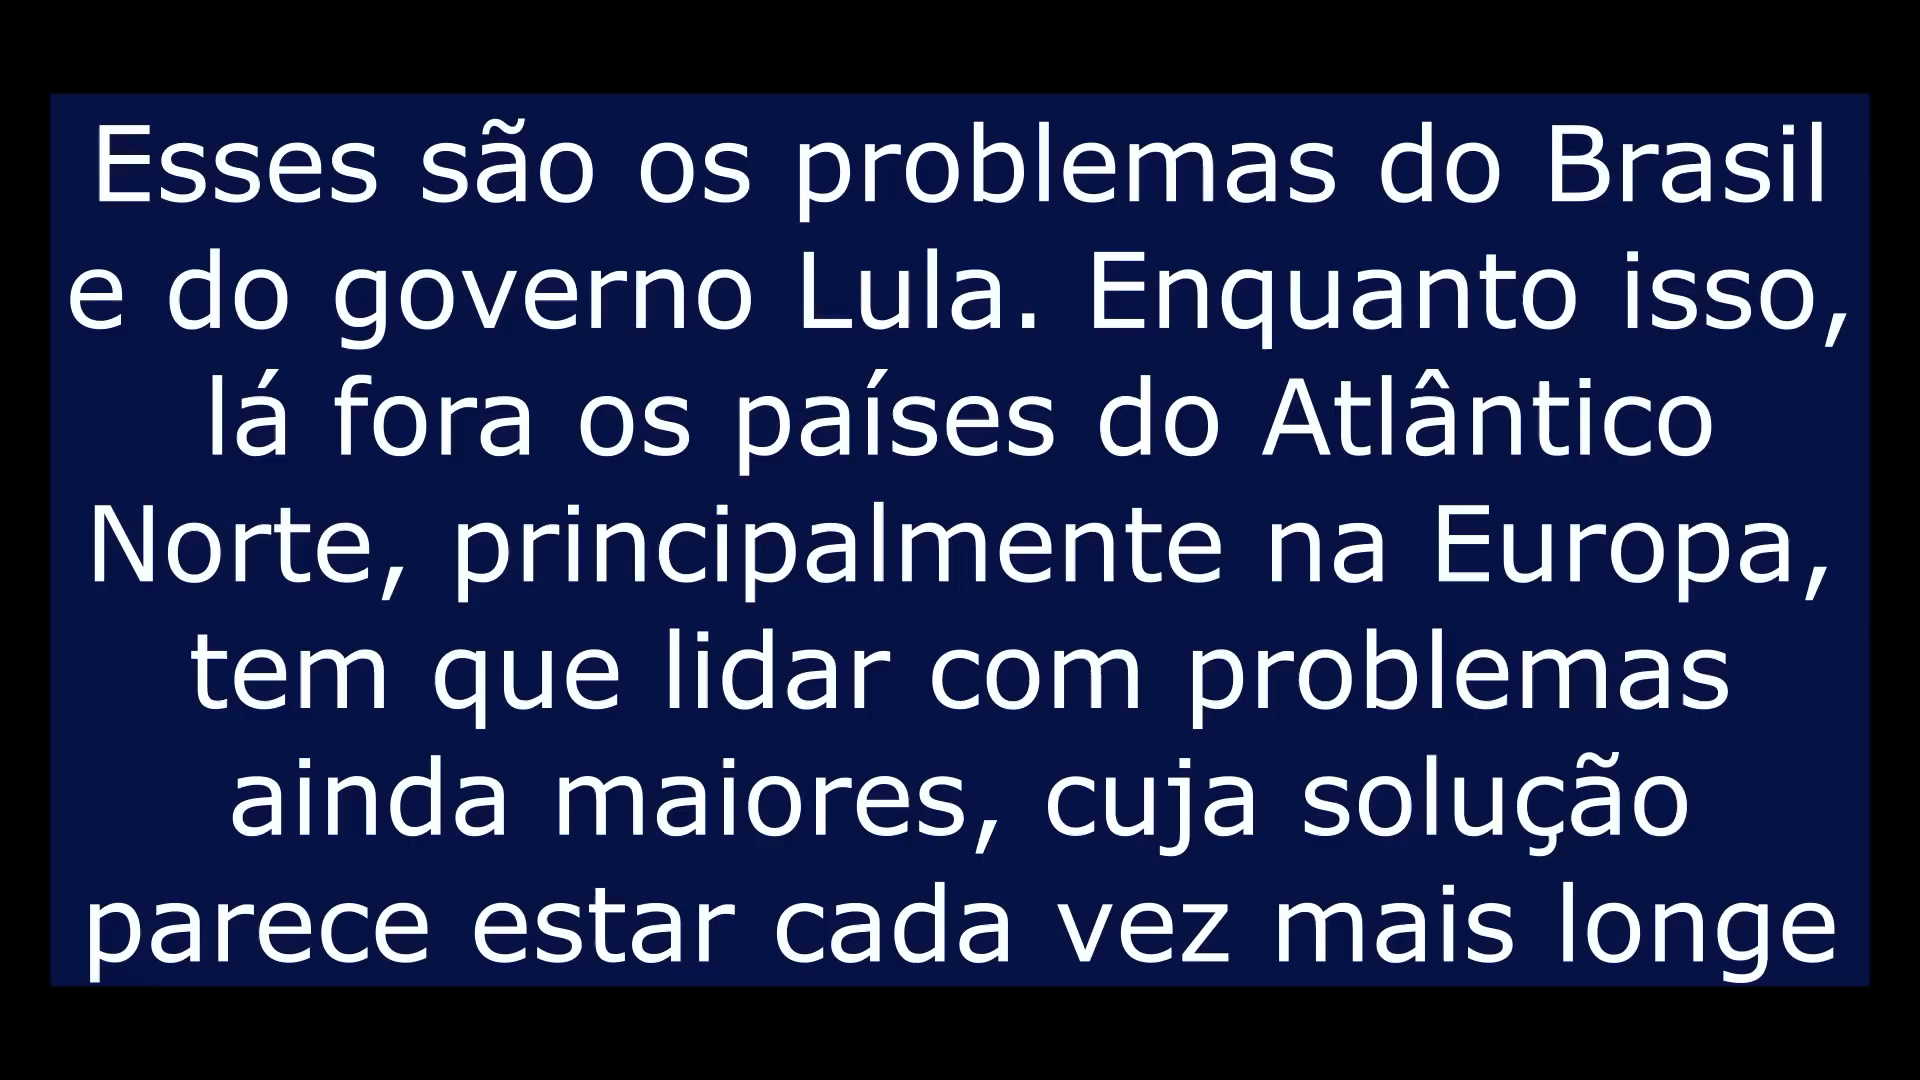 Esses são os problemas do Brasil
e do governo Lula. Enquanto isso,
lá fora os países do Atlântico
Norte, principalmente na Europa,
tem que lidar com problemas
ainda maiores, cuja solução
parece estar cada vez mais longe